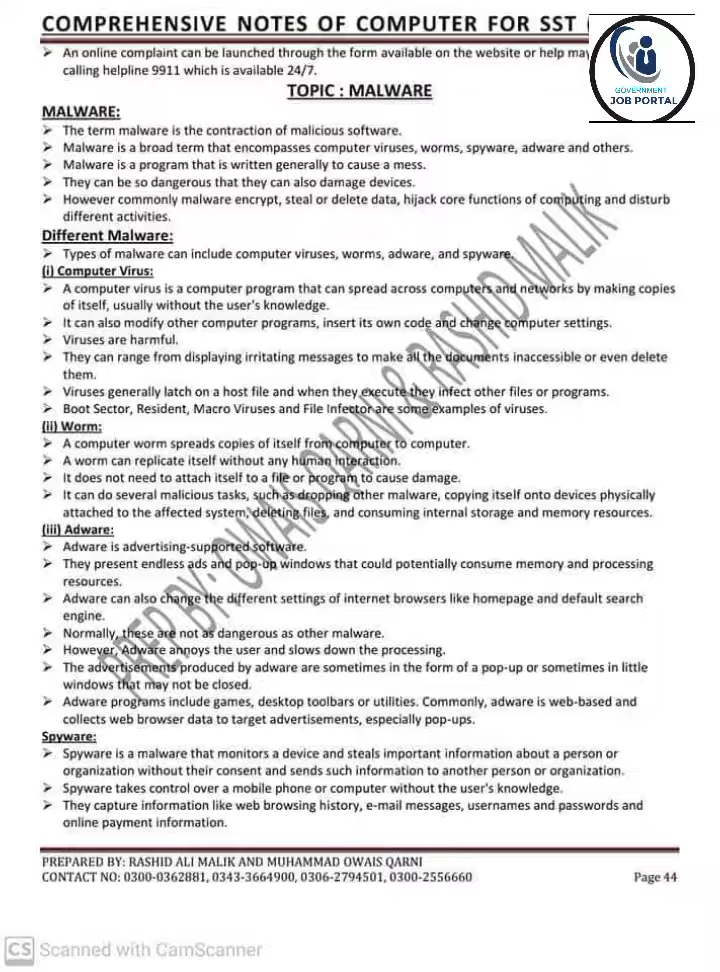 COMPREHENSIVE NOTES OF COMPUTER FOR SST (
GOVERNMENT
JOB PORTAL
➤ An online complaint can be launched through the form available on the website or help may
calling helpline 9911 which is available 24/7.
TOPIC : MALWARE
MALWARE:
➤ The term malware is the contraction of malicious software.
➤ Malware is a broad term that encompasses computer viruses, worms, spyware, adware and others.
➤ Malware is a program that is written generally to cause a mess.
➤ They can be so dangerous that they can also damage devices.
➤ However commonly malware encrypt, steal or delete data, hijack core functions of computing and disturb
different activities.
Different Malware:
➤ Types of malware can include computer viruses, worms, adware, and spyware.
(i) Computer Virus:
➤ A computer virus is a computer program that can spread across computers and networks by making copies
of itself, usually without the user's knowledge.
➤ It can also modify other computer programs, insert its own code and change computer settings.
➤ Viruses are harmful.
➤ They can range from displaying irritating messages to make all the documents inaccessible or even delete
them.
➤ Viruses generally latch on a host file and when they execute they infect other files or programs.
➤ Boot Sector, Resident, Macro Viruses and File Infector are some examples of viruses.
(ii) Worm:
➤ A computer worm spreads copies of itself from computer to computer.
➤ A worm can replicate itself without any human interaction.
➤ It does not need to attach itself to a file or program to cause damage.
➤ It can do several malicious tasks, such as dropping other malware, copying itself onto devices physically
attached to the affected system, deleting files, and consuming internal storage and memory resources.
(iii) Adware:
➤ Adware is advertising-supported software.
➤ They present endless ads and pop-up windows that could potentially consume memory and processing
resources.
➤ Adware can also change the different settings of internet browsers like homepage and default search
engine.
➤ Normally, these are not as dangerous as other malware.
➤ However, Adware annoys the user and slows down the processing.
➤ The advertisements produced by adware are sometimes in the form of a pop-up or sometimes in little
windows that may not be closed.
➤ Adware programs include games, desktop toolbars or utilities. Commonly, adware is web-based and
collects web browser data to target advertisements, especially pop-ups.
Spyware:
➤ Spyware is a malware that monitors a device and steals important information about a person or
organization without their consent and sends such information to another person or organization.
➤ Spyware takes control over a mobile phone or computer without the user's knowledge.
➤ They capture information like web browsing history, e-mail messages, usernames and passwords and
online payment information.
PREP BY: OWAIS QARNI & RASHID MALIK
PREPARED BY: RASHID ALI MALIK AND MUHAMMAD OWAIS QARNI
CONTACT NO: 0300-0362881, 0343-3664900, 0306-2794501, 0300-2556660 Page 44
CS Scanned with CamScanner